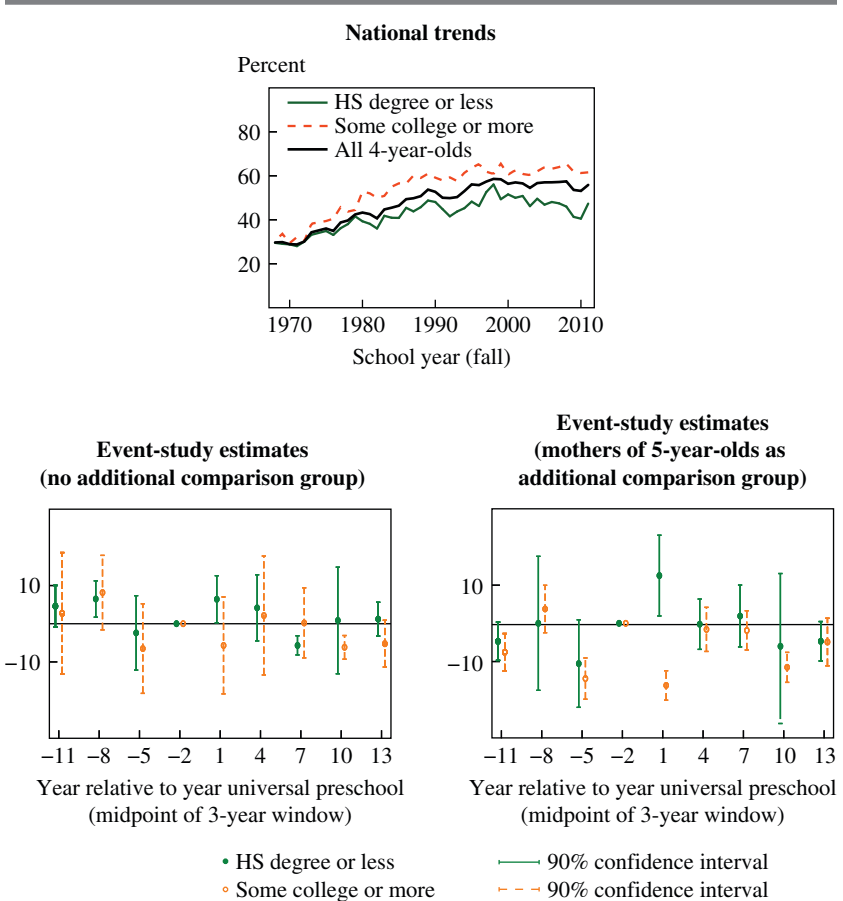 National trends
Percent
HS degree or less
Some college or more
All 4-year-olds
80
60
40
20
1970 1980 1990 2000 2010
School year (fall)
Event-study estimates
(no additional comparison group)
Event-study estimates
(mothers of 5-year-olds as
additional comparison group)
10
−10
−11 −8 −5 −2 1 4 7 10 13
Year relative to year universal preschool
(midpoint of 3-year window)
10
−10
−11 −8 −5 −2 1 4 7 10 13
Year relative to year universal preschool
(midpoint of 3-year window)
HS degree or less
Some college or more
90% confidence interval
90% confidence interval